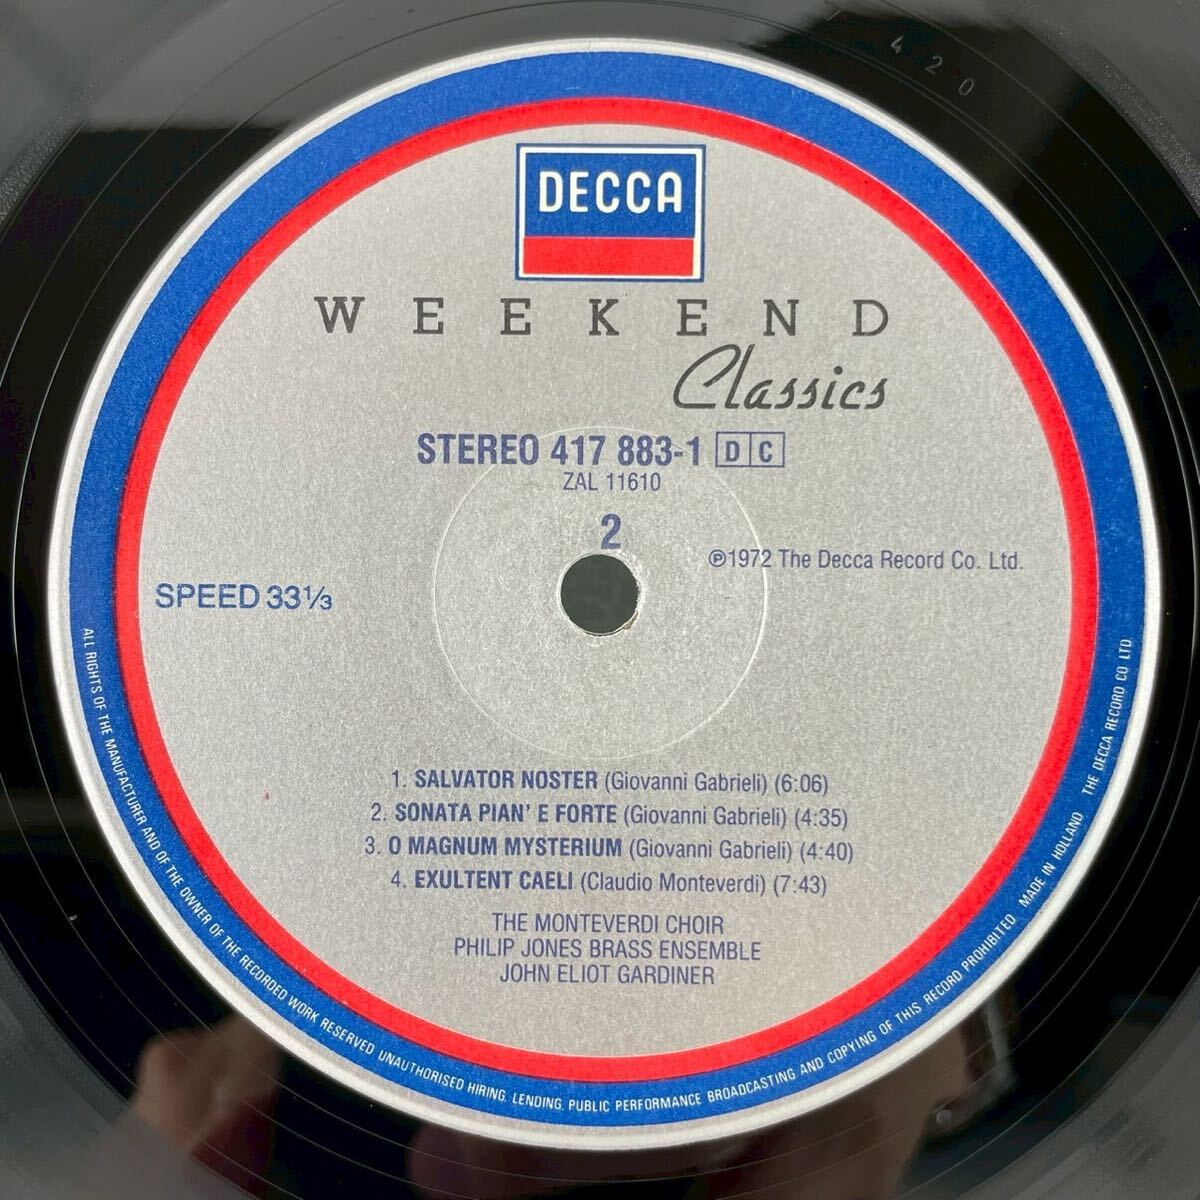 420
DECCA
WEEKEND
Classics
STEREO 417 883-1 D C
ZAL 11610
2
℗1972 The Decca Record Co. Ltd.
SPEED 33⅓
1. SALVATOR NOSTER (Giovanni Gabrieli) (6:06)
2. SONATA PIAN' E FORTE (Giovanni Gabrieli) (4:35)
3. O MAGNUM MYSTERIUM (Giovanni Gabrieli) (4:40)
4. EXULTENT CAELI (Claudio Monteverdi) (7:43)
THE MONTEVERDI CHOIR
PHILIP JONES BRASS ENSEMBLE
JOHN ELIOT GARDINER
ALL RIGHTS OF THE MANUFACTURER AND OF THE OWNER OF THE RECORDED WORK RESERVED UNAUTHORISED HIRING, LENDING, PUBLIC PERFORMANCE BROADCASTING AND COPYING OF THIS RECORD PROHIBITED MADE IN HOLLAND THE DECCA RECORD CO LTD.